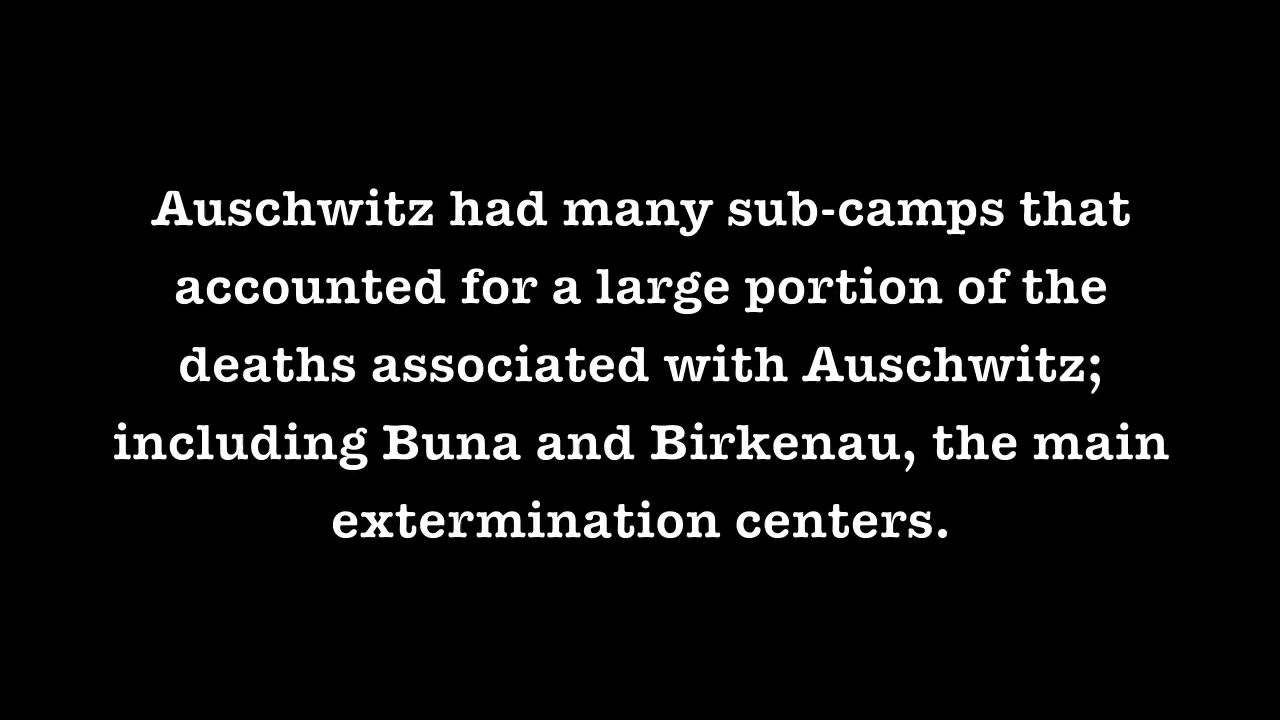 Auschwitz had many sub-camps that
accounted for a large portion of the
deaths associated with Auschwitz;
including Buna and Birkenau, the main
extermination centers.